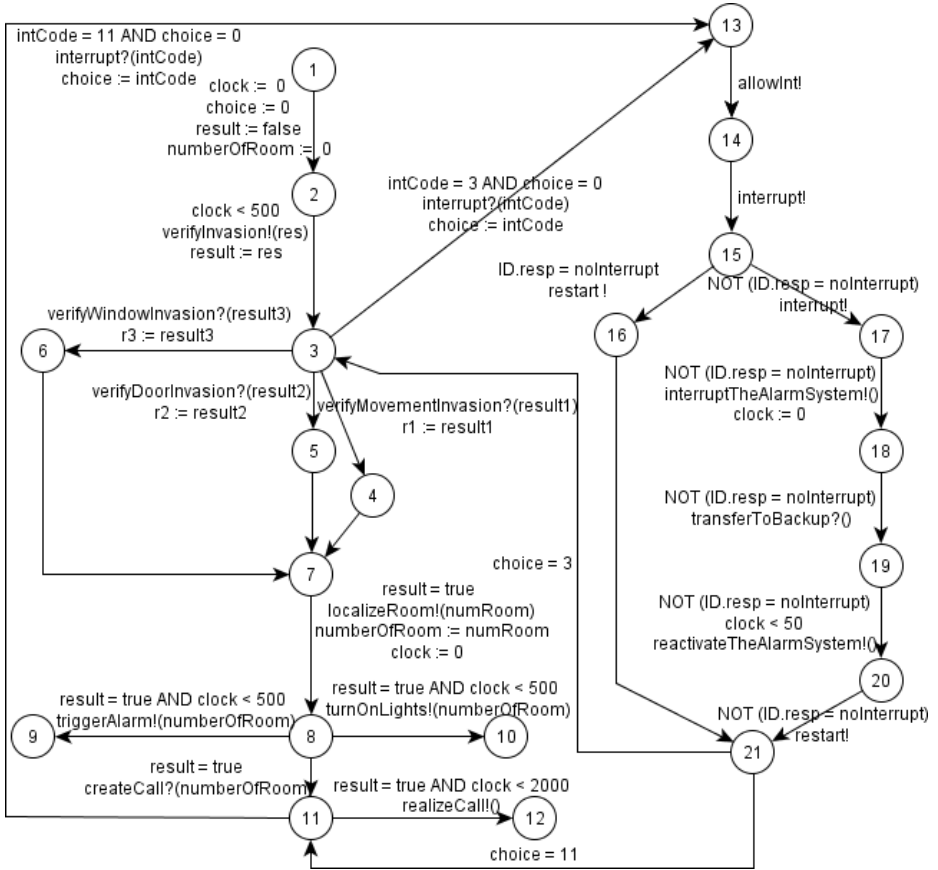 13
intCode = 11 AND choice = 0
interrupt?(intCode)
choice := intCode
1
clock := 0
choice := 0
result := false
numberOfRoom := 0
allowInt!
14
2
intCode = 3 AND choice = 0
interrupt?(intCode)
choice := intCode
interrupt!
clock < 500
verifyInvasion!(res)
result := res
15
ID.resp = noInterrupt
restart !
NOT (ID.resp = noInterrupt)
interrupt!
16
17
verifyWindowInvasion?(result3)
r3 := result3
6
3
verifyDoorInvasion?(result2)
r2 := result2
verifyMovementInvasion?(result1)
r1 := result1
NOT (ID.resp = noInterrupt)
interruptTheAlarmSystem!()
clock := 0
5
18
4
NOT (ID.resp = noInterrupt)
transferToBackup?()
choice = 3
19
7
result = true
localizeRoom!(numRoom)
numberOfRoom := numRoom
clock := 0
NOT (ID.resp = noInterrupt)
clock < 50
reactivateTheAlarmSystem!()
20
result = true AND clock < 500
triggerAlarm!(numberOfRoom)
result = true AND clock < 500
turnOnLights!(numberOfRoom)
NOT (ID.resp = noInterrupt)
restart!
9
8
10
21
result = true
createCall?(numberOfRoom
result = true AND clock < 2000
realizeCall!()
11
12
choice = 11